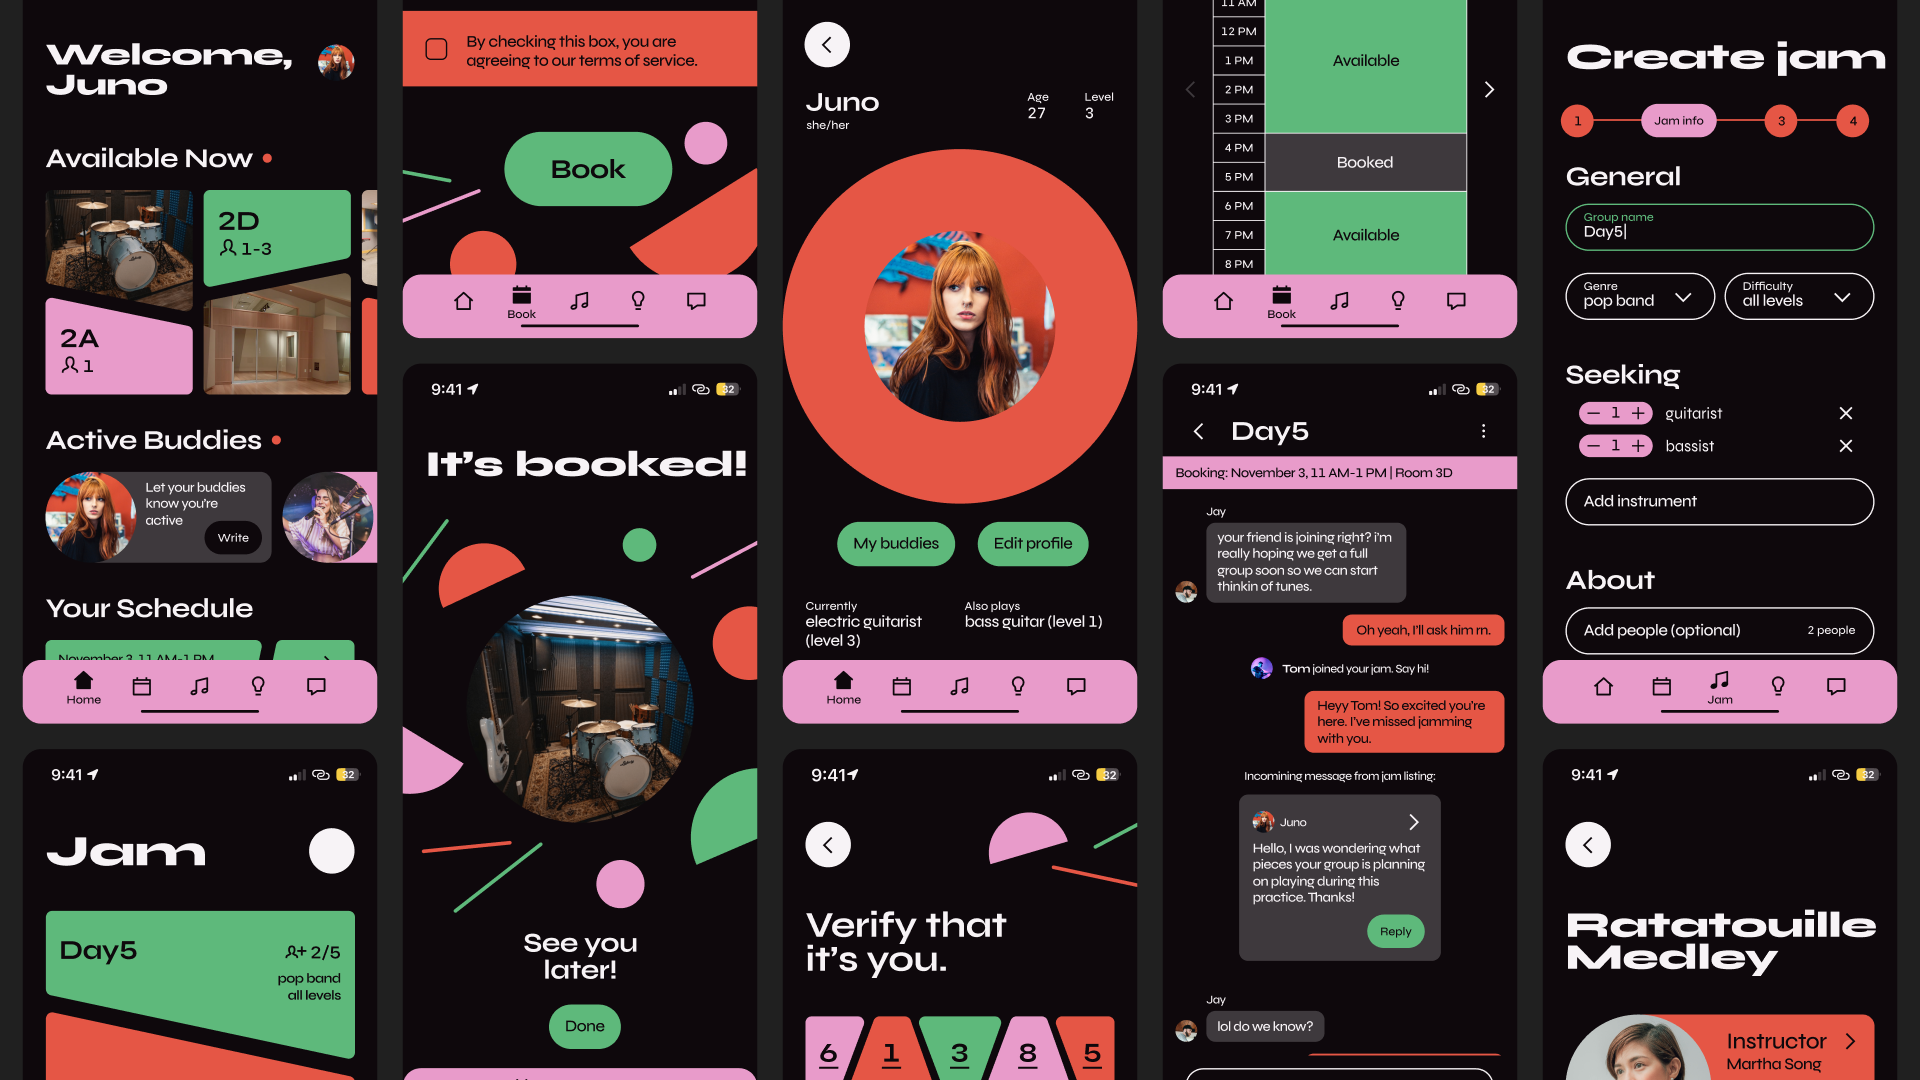 Welcome,
Juno
Available Now
2D
1-3
2A
1
Active Buddies
Let your buddies
know you're
active
Write
Your Schedule
November 3, 11 AM-1 PM
Home
9:41
32
Jam
Day5
2/5
pop band
all levels
By checking this box, you are
agreeing to our terms of service.
Book
Book
9:41
32
It's booked!
See you
later!
Done
Juno
she/her
Age
27
Level
3
My buddies
Edit profile
Currently
electric guitarist
(level 3)
Also plays
bass guitar (level 1)
Home
9:41
32
Verify that
it's you.
6 1 3 8 5
11 AM
12 PM
1 PM
2 PM
3 PM
4 PM
5 PM
6 PM
7 PM
8 PM
Available
Booked
Available
Book
9:41
32
Day5
Booking: November 3, 11 AM-1 PM | Room 3D
Jay
your friend is joining right? i'm
really hoping we get a full
group soon so we can start
thinkin of tunes.
Oh yeah, I'll ask him rn.
Tom joined your jam. Say hi!
Heyy Tom! So excited you're
here. I've missed jamming
with you.
Incomining message from jam listing:
Juno
Hello, I was wondering what
pieces your group is planning
on playing during this
practice. Thanks!
Reply
Jay
lol do we know?
Create jam
1
Jam info
3
4
General
Group name
Day5
Genre
pop band
Difficulty
all levels
Seeking
1
guitarist
1
bassist
Add instrument
About
Add people (optional)
2 people
Jam
9:41
32
Ratatouille
Medley
Instructor
Martha Song